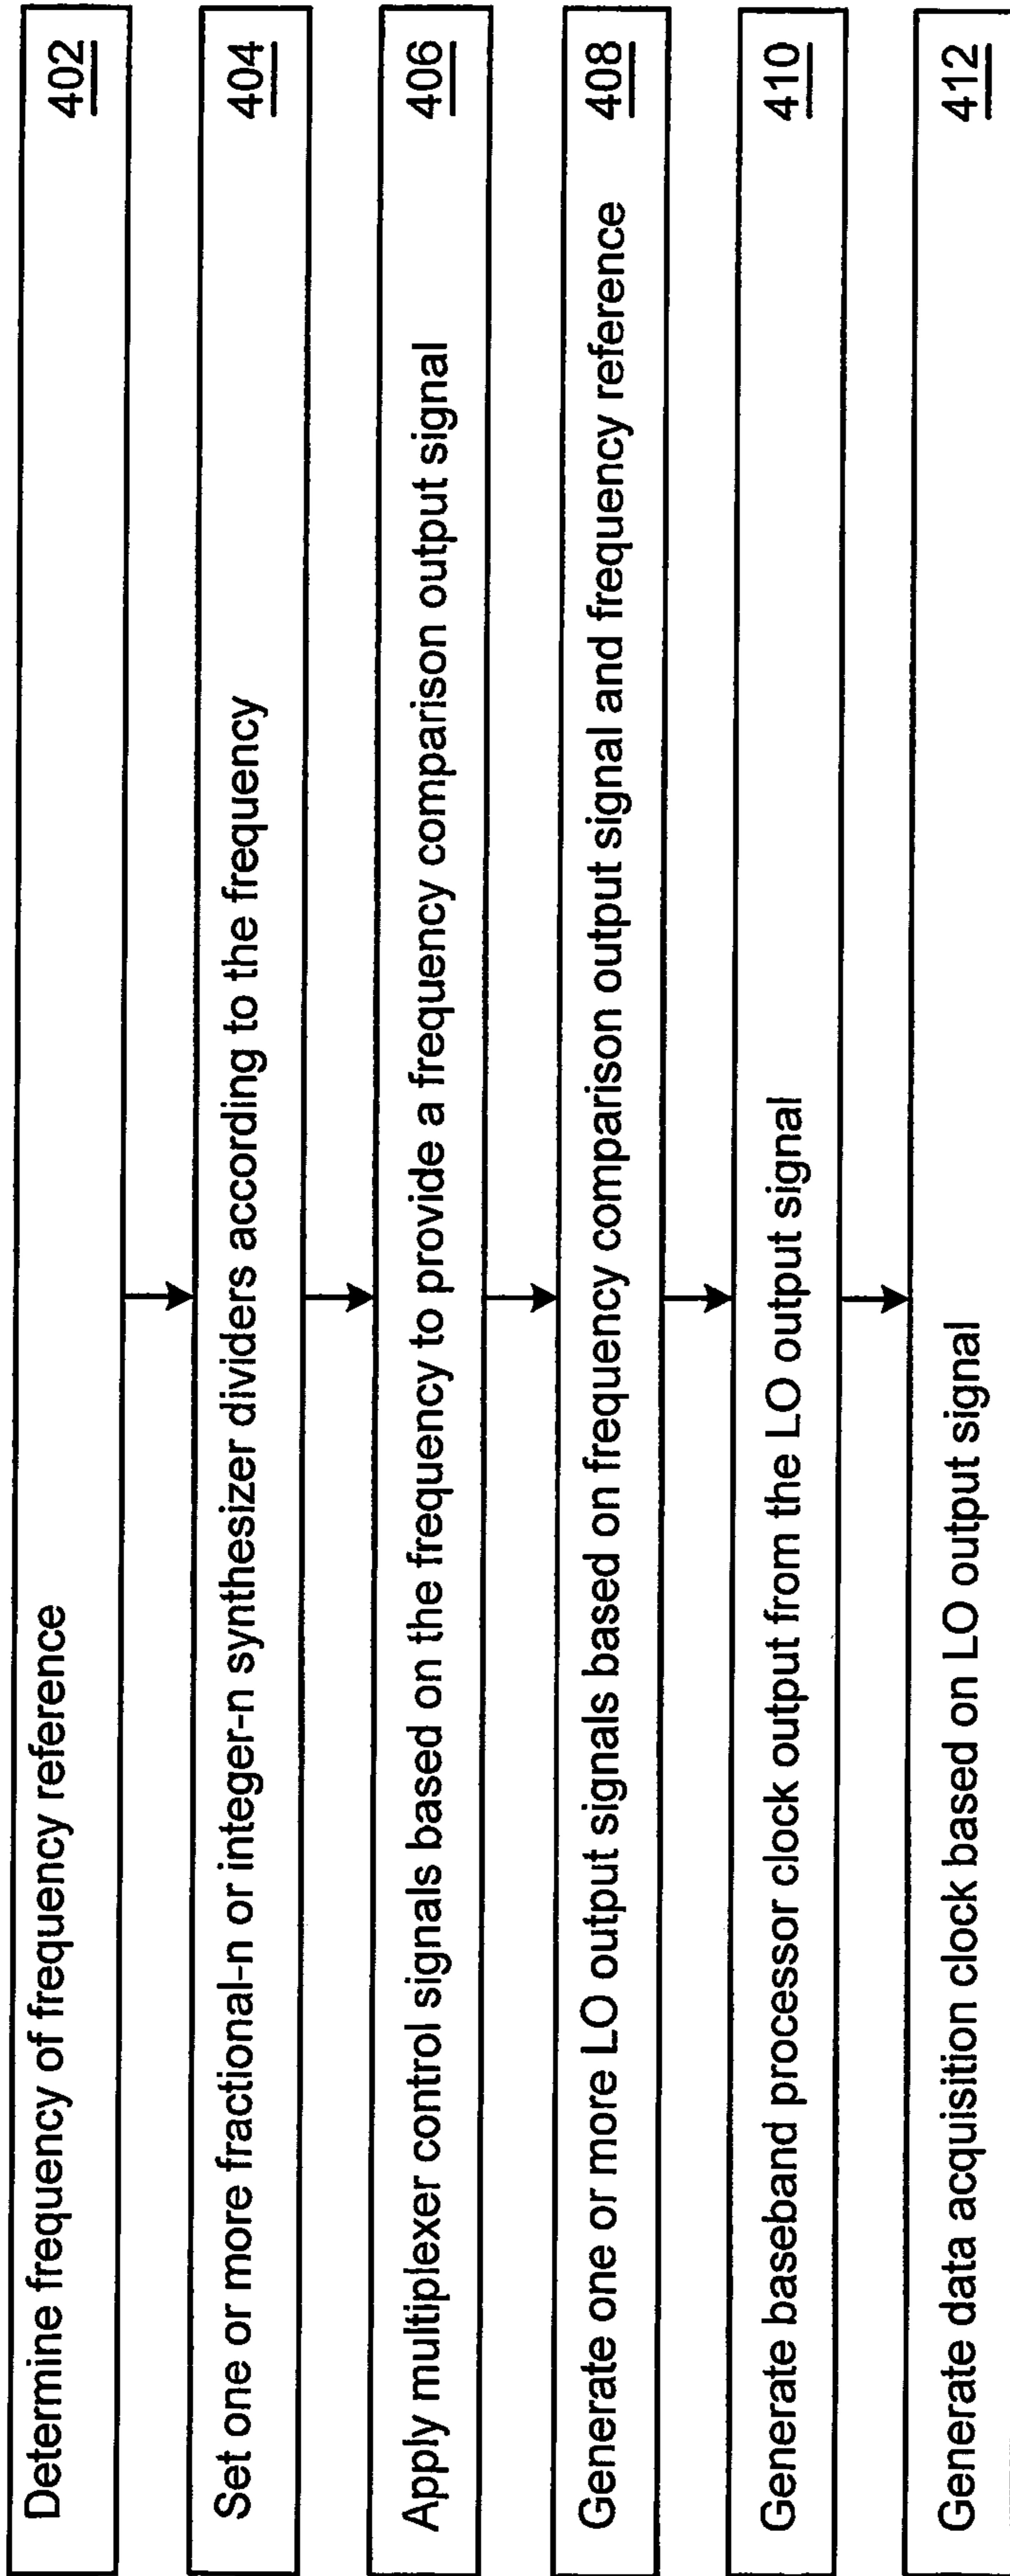 Determine frequency of frequency reference 402
Set one or more fractional-n or integer-n synthesizer dividers according to the frequency 404
Apply multiplexer control signals based on the frequency to provide a frequency comparison output signal 406
Generate one or more LO output signals based on frequency comparison output signal and frequency reference 408
Generate baseband processor clock output from the LO output signal 410
Generate data acquisition clock based on LO output signal 412